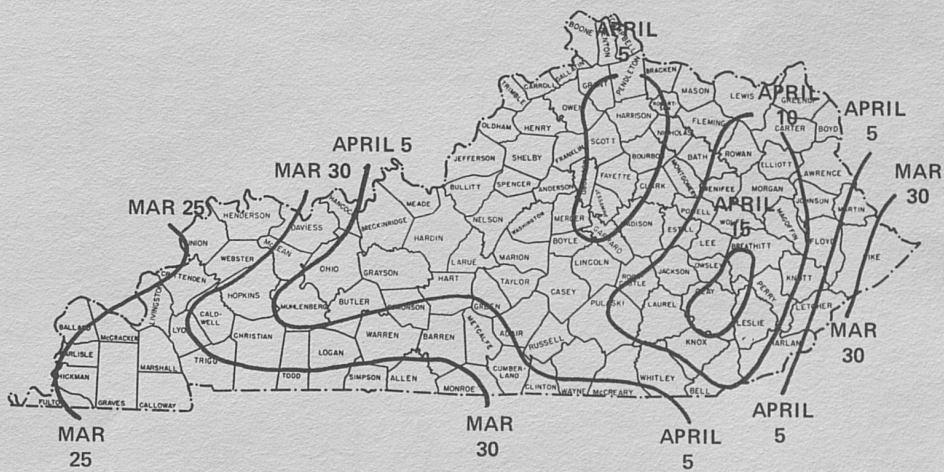 BOONE
APRIL
5
PENDLETON
GRANT
CARROLL
TRIMBLE
BRACKEN
MASON
LEWIS
APRIL
10
GREENUP
OWEN
HARRISON
FLEMING
CARTER
BOYD
APRIL
5
OLDHAM
HENRY
SCOTT
NICHOLAS
ROWAN
ELLIOTT
LAWRENCE
APRIL 5
JEFFERSON
SHELBY
FRANKLIN
BOURBON
BATH
MAR 30
BULLITT
SPENCER
ANDERSON
FAYETTE
CLARK
MONTGOMERY
MENIFEE
MORGAN
JOHNSON
MARTIN
MAR
30
MAR 25
HENDERSON
HANCOCK
MEADE
NELSON
WASHINGTON
MERCER
GARRARD
MADISON
ESTILL
POWELL
WOLFE
APRIL
15
MAGOFFIN
FLOYD
PIKE
UNION
DAVIESS
BRECKINRIDGE
HARDIN
MARION
BOYLE
LINCOLN
LEE
BREATHITT
WEBSTER
McLEAN
OHIO
GRAYSON
LARUE
HART
TAYLOR
CASEY
ROCKCASTLE
JACKSON
OWSLEY
PERRY
KNOTT
CRITTENDEN
LIVINGSTON
HOPKINS
MUHLENBERG
BUTLER
EDMONSON
GREEN
PULASKI
LAUREL
CLAY
LETCHER
BALLARD
McCRACKEN
LYON
CALD-
WELL
CHRISTIAN
WARREN
BARREN
METCALFE
ADAIR
RUSSELL
KNOX
LESLIE
HARLAN
MAR
30
CARLISLE
MARSHALL
TRIGG
TODD
LOGAN
SIMPSON
ALLEN
MONROE
CUMBER-
LAND
CLINTON
WAYNE
McCREARY
WHITLEY
BELL
HICKMAN
FULTON
GRAVES
CALLOWAY
MAR
25
MAR
30
APRIL
5
APRIL
5